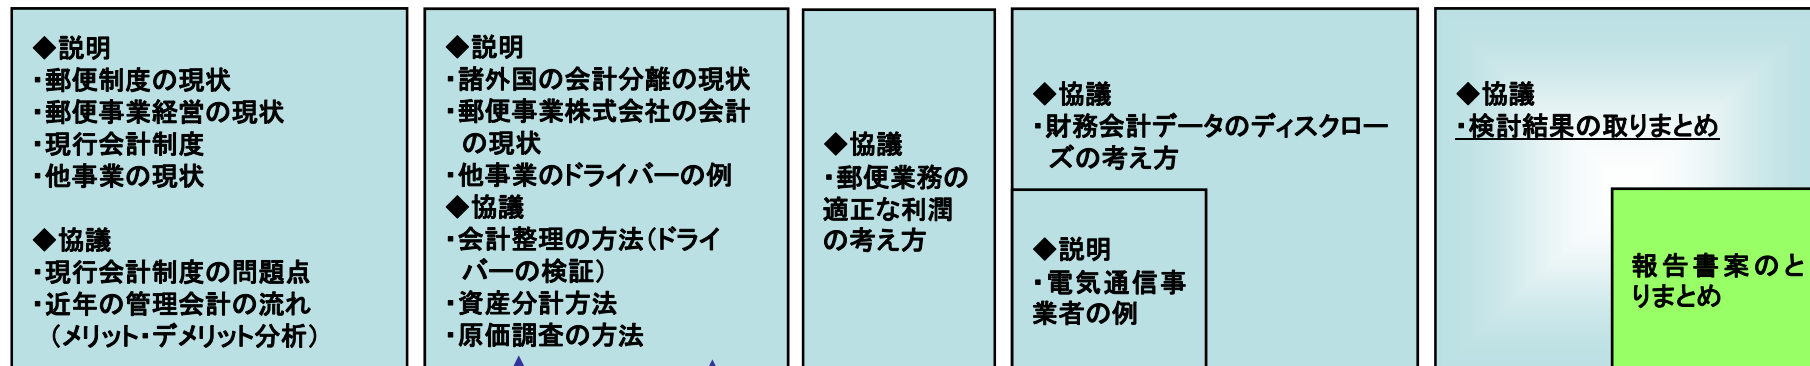 ◆説明
・郵便制度の現状
・郵便事業経営の現状
・現行会計制度
・他事業の現状
◆協議
・現行会計制度の問題点
・近年の管理会計の流れ
（メリット・デメリット分析）
◆説明
・諸外国の会計分離の現状
・郵便事業株式会社の会計
の現状
・他事業のドライバーの例
◆協議
・会計整理の方法（ドライ
バーの検証）
・資産分計方法
・原価調査の方法
◆協議
・郵便業務の
適正な利潤
の考え方
◆協議
・財務会計データのディスクロー
ズの考え方
◆説明
・電気通信事
業者の例
◆協議
・検討結果の取りまとめ
報告書案のと
りまとめ